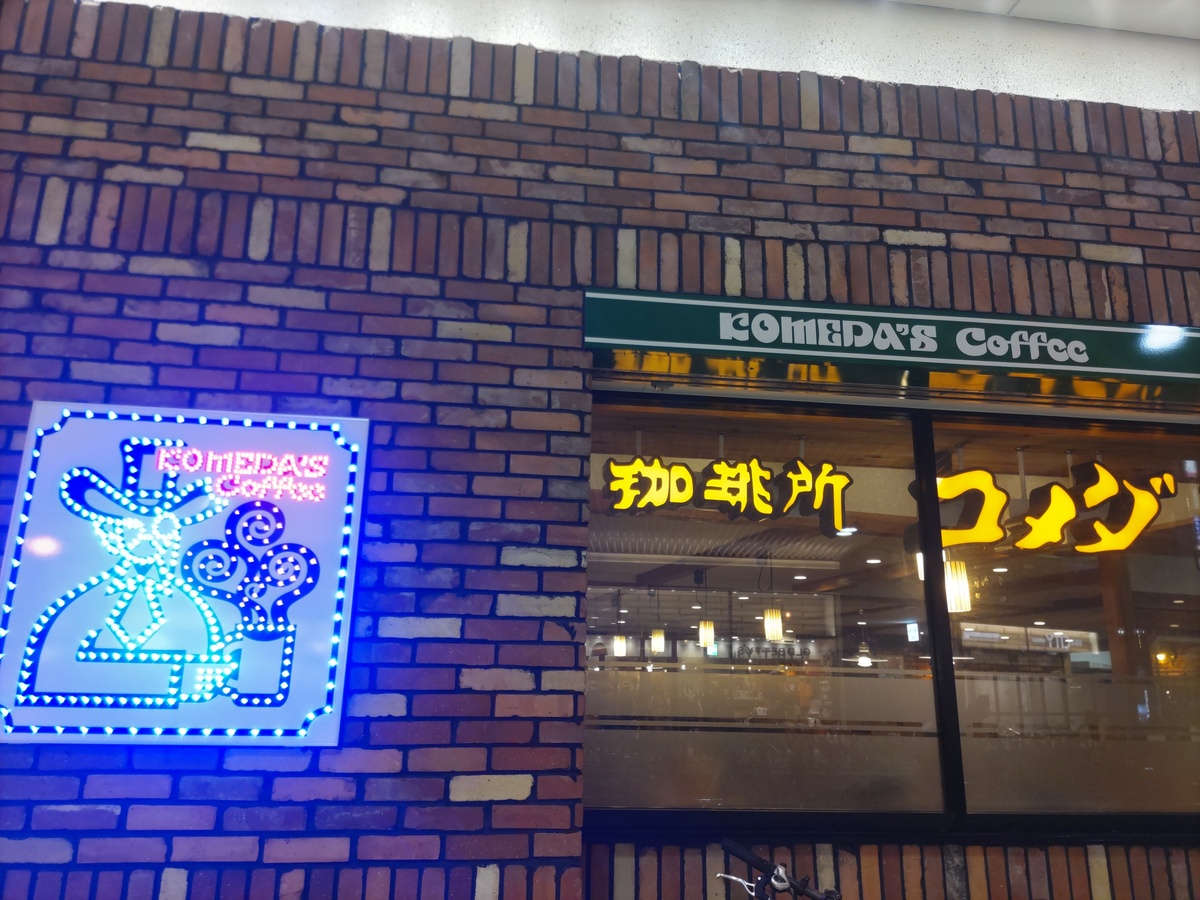 KOMEDA'S
Coffee
KOMEDA'S Coffee
珈琲所 コメダ